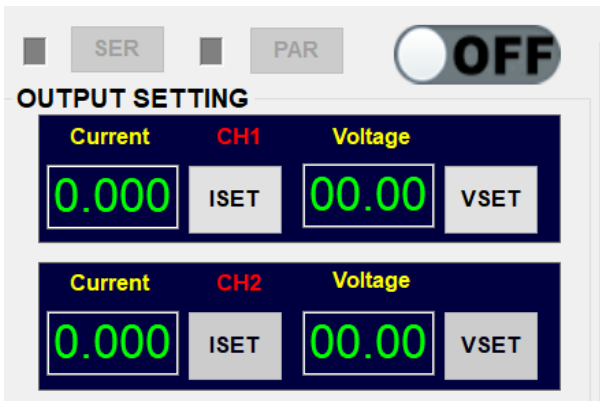 SER PAR OFF
OUTPUT SETTING
Current CH1 Voltage
0.000 ISET 00.00 VSET
Current CH2 Voltage
0.000 ISET 00.00 VSET